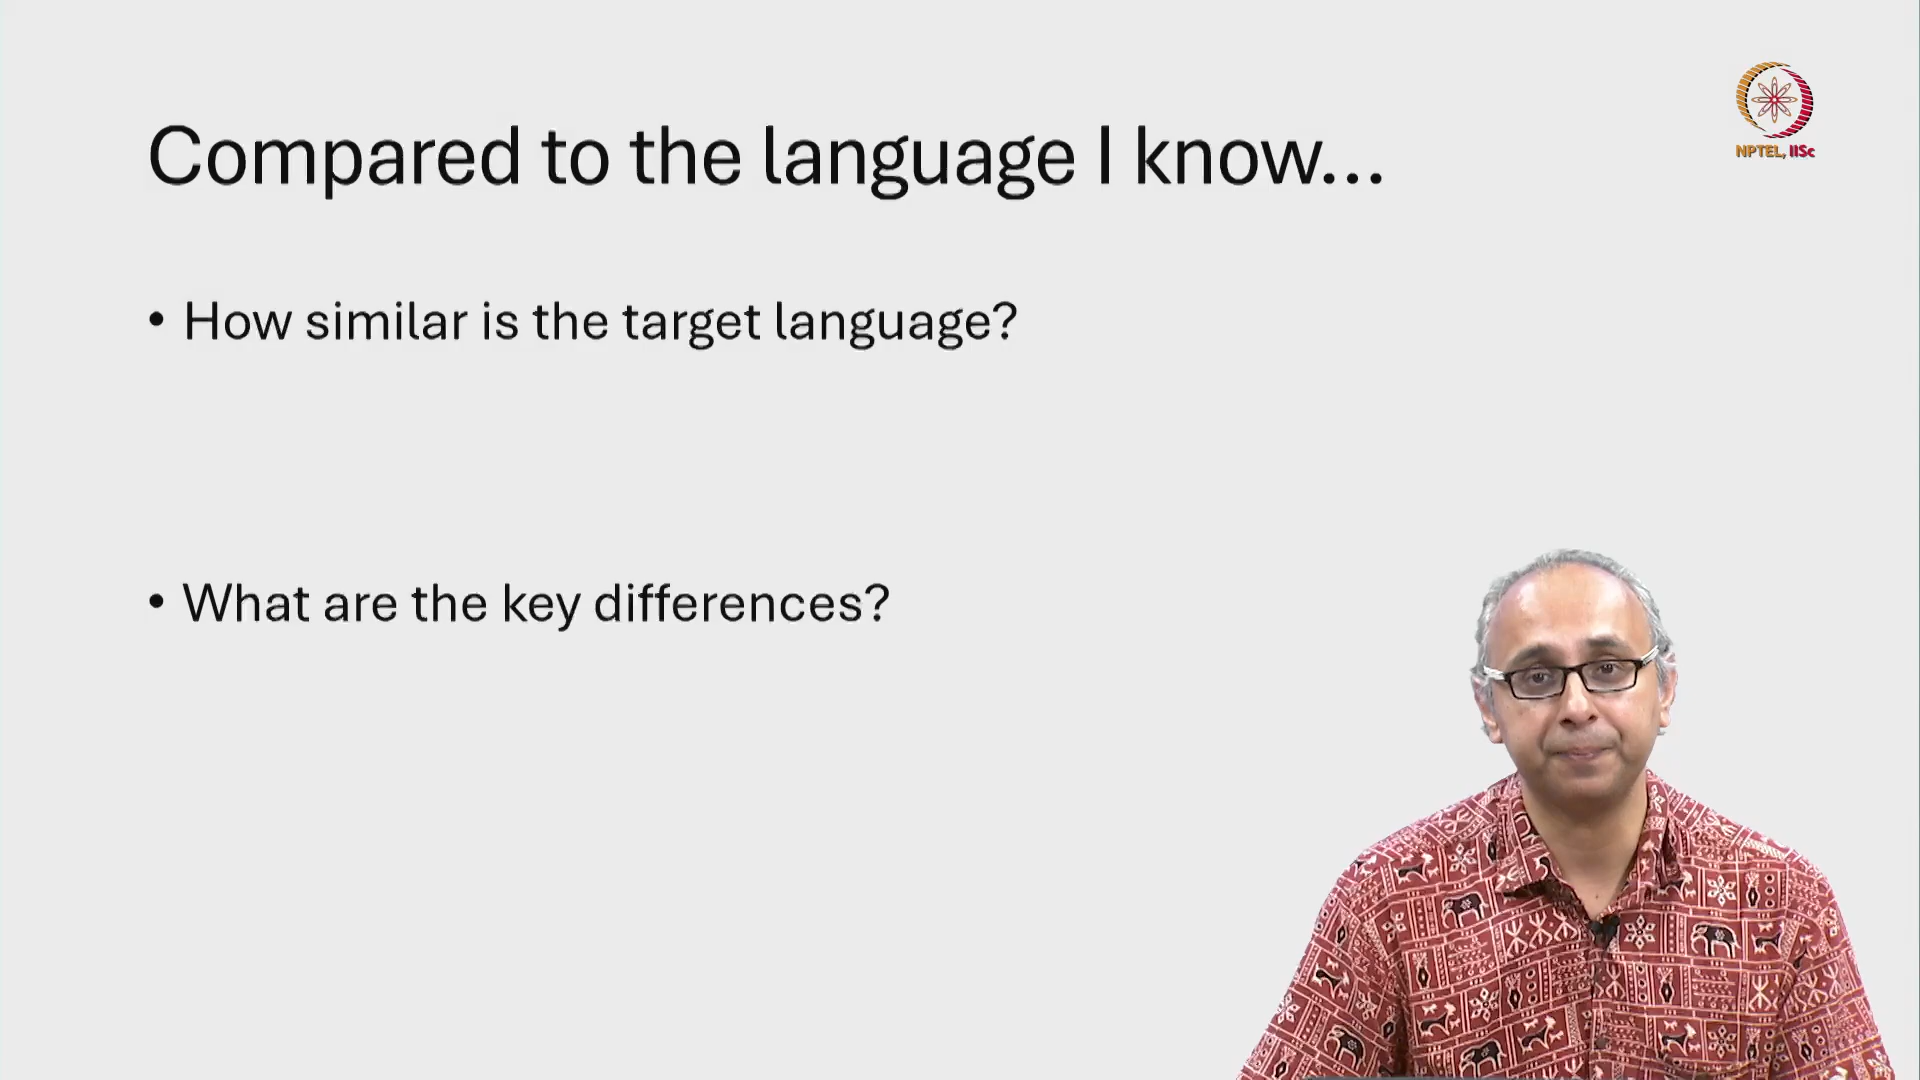 Compared to the language I know...
NPTEL, IISc
• How similar is the target language?
• What are the key differences?